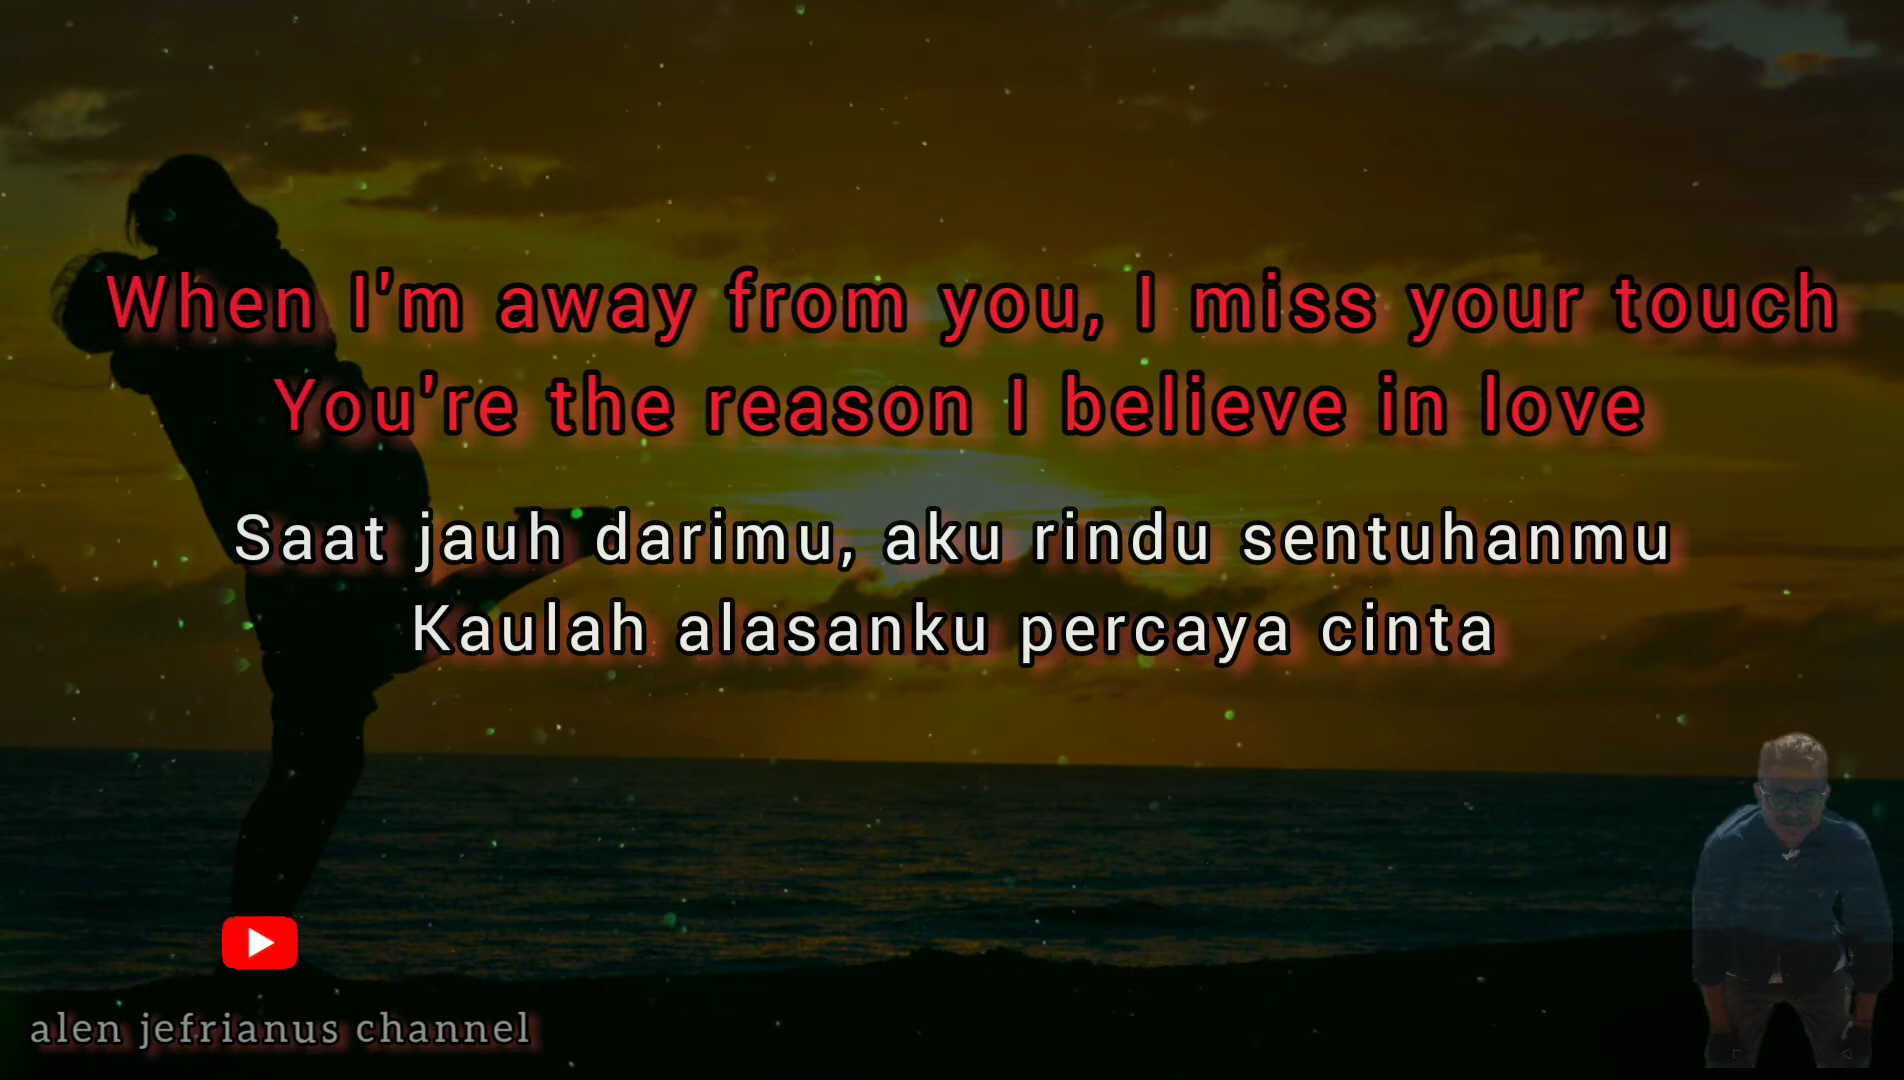 When I'm away from you, I miss your touch
You're the reason I believe in love
Saat jauh darimu, aku rindu sentuhanmu
Kaulah alasanku percaya cinta
alen jefrianus channel